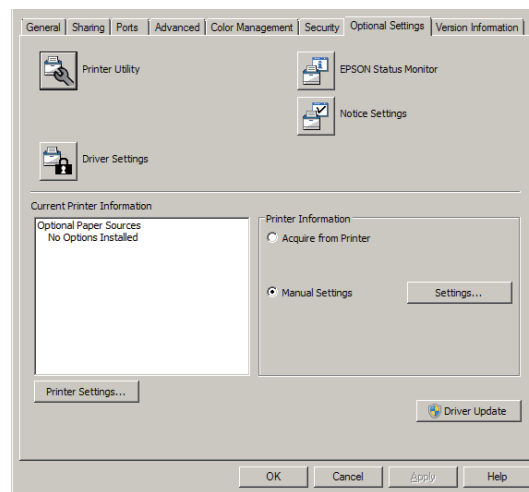 General Sharing Ports Advanced Color Management Security Optional Settings Version Information
Printer Utility
EPSON Status Monitor
Notice Settings
Driver Settings
Current Printer Information
Optional Paper Sources
No Options Installed
Printer Information
Acquire from Printer
Manual Settings
Settings...
Printer Settings...
Driver Update
OK Cancel Apply Help